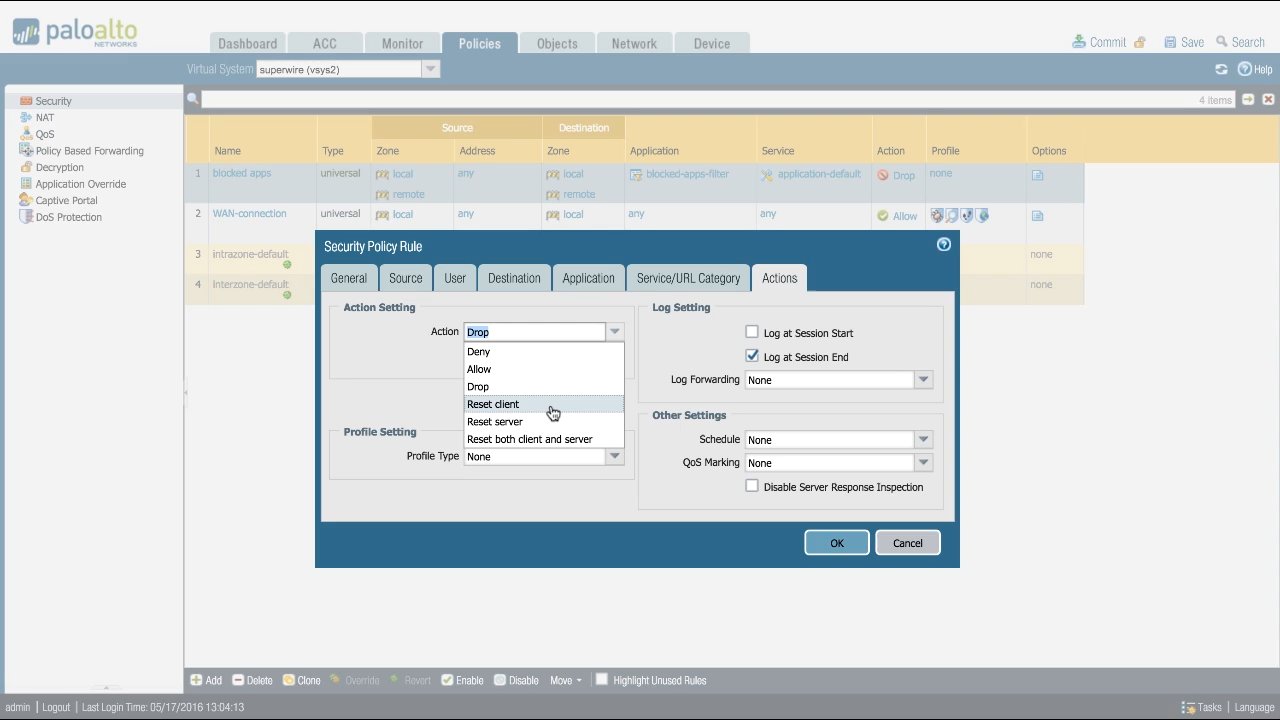 paloalto
NETWORKS
Dashboard ACC Monitor Policies Objects Network Device
Commit Save Search
Virtual System superwire (vsys2)
Help
4 items
Security
NAT
QoS
Policy Based Forwarding
Decryption
Application Override
Captive Portal
DoS Protection
Source Destination
Name Type Zone Address Zone Application Service Action Profile Options
1 blocked apps universal local any local blocked-apps-filter application-default Drop none
remote remote
2 WAN-connection universal local any local any any Allow
3 intrazone-default none
4 interzone-default none
Security Policy Rule
General Source User Destination Application Service/URL Category Actions
Action Setting
Action Drop
Deny
Allow
Drop
Reset client
Reset server
Reset both client and server
Profile Setting
Profile Type None
Log Setting
Log at Session Start
Log at Session End
Log Forwarding None
Other Settings
Schedule None
QoS Marking None
Disable Server Response Inspection
OK Cancel
Add Delete Clone Override Revert Enable Disable Move Highlight Unused Rules
admin | Logout | Last Login Time: 05/17/2016 13:04:13 Tasks | Language